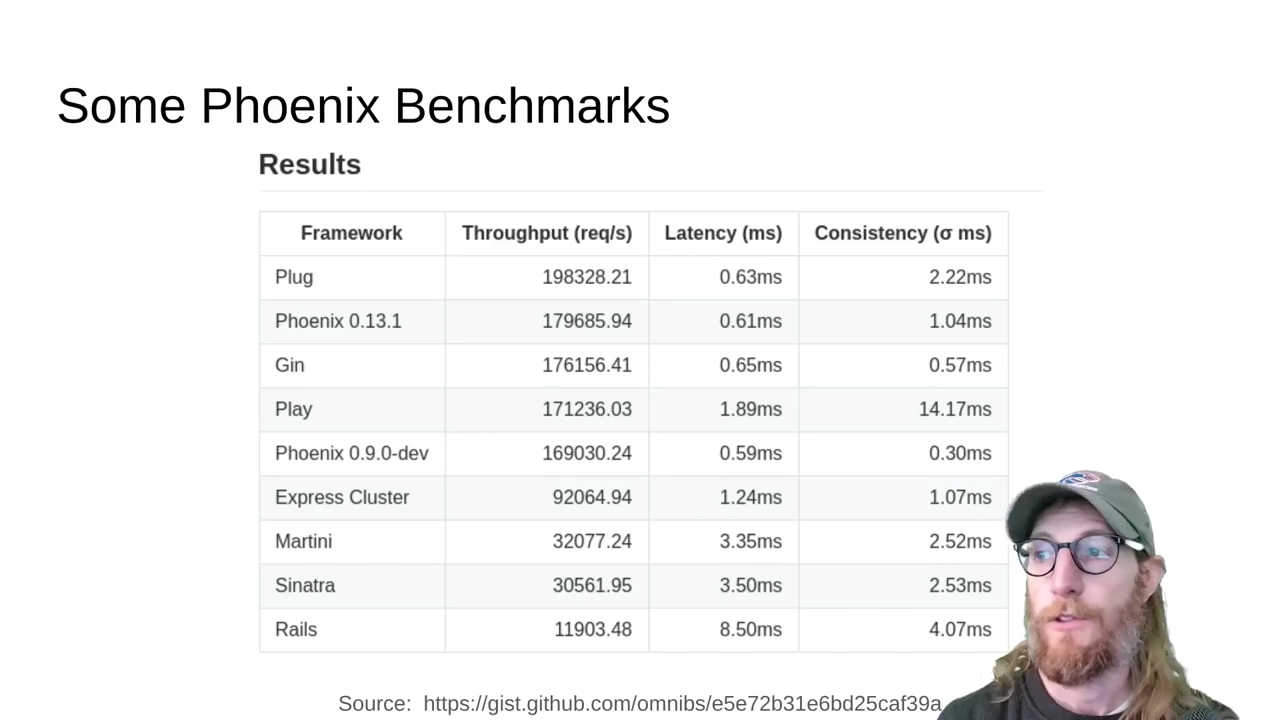 Some Phoenix Benchmarks
Results
Framework Throughput (req/s) Latency (ms) Consistency (σ ms)
Plug 198328.21 0.63ms 2.22ms
Phoenix 0.13.1 179685.94 0.61ms 1.04ms
Gin 176156.41 0.65ms 0.57ms
Play 171236.03 1.89ms 14.17ms
Phoenix 0.9.0-dev 169030.24 0.59ms 0.30ms
Express Cluster 92064.94 1.24ms 1.07ms
Martini 32077.24 3.35ms 2.52ms
Sinatra 30561.95 3.50ms 2.53ms
Rails 11903.48 8.50ms 4.07ms
Source: https://gist.github.com/omnibs/e5e72b31e6bd25caf39a